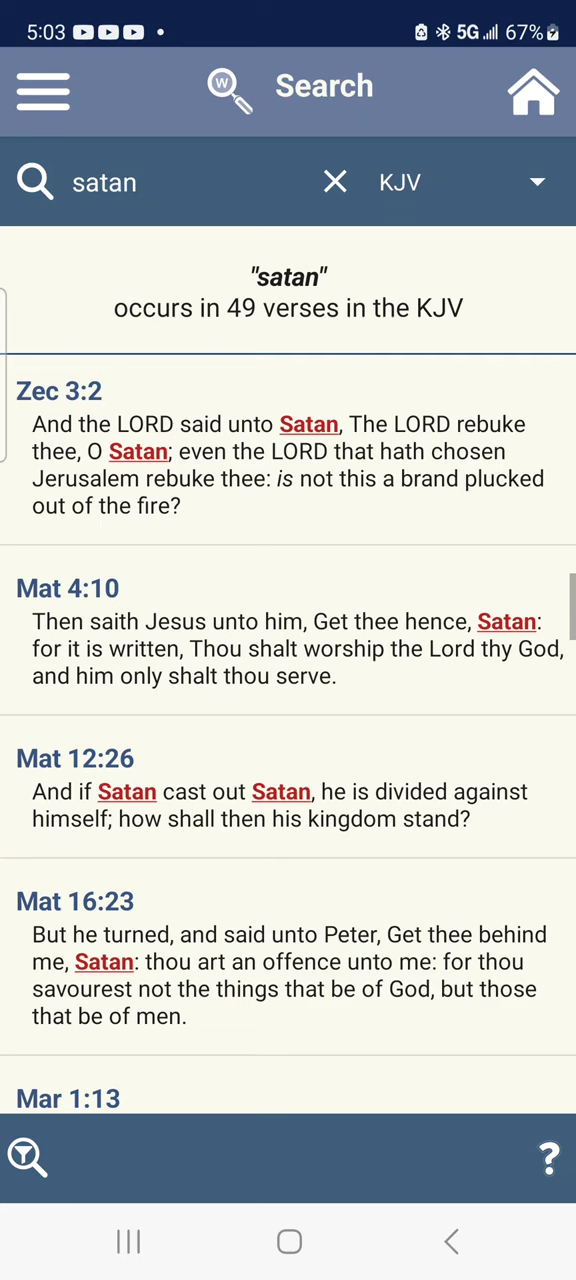 5:03
5G 67%
W
Search
satan
KJV
"satan"
occurs in 49 verses in the KJV
Zec 3:2
And the LORD said unto Satan, The LORD rebuke
thee, O Satan; even the LORD that hath chosen
Jerusalem rebuke thee: is not this a brand plucked
out of the fire?
Mat 4:10
Then saith Jesus unto him, Get thee hence, Satan:
for it is written, Thou shalt worship the Lord thy God,
and him only shalt thou serve.
Mat 12:26
And if Satan cast out Satan, he is divided against
himself; how shall then his kingdom stand?
Mat 16:23
But he turned, and said unto Peter, Get thee behind
me, Satan: thou art an offence unto me: for thou
savourest not the things that be of God, but those
that be of men.
Mar 1:13
?